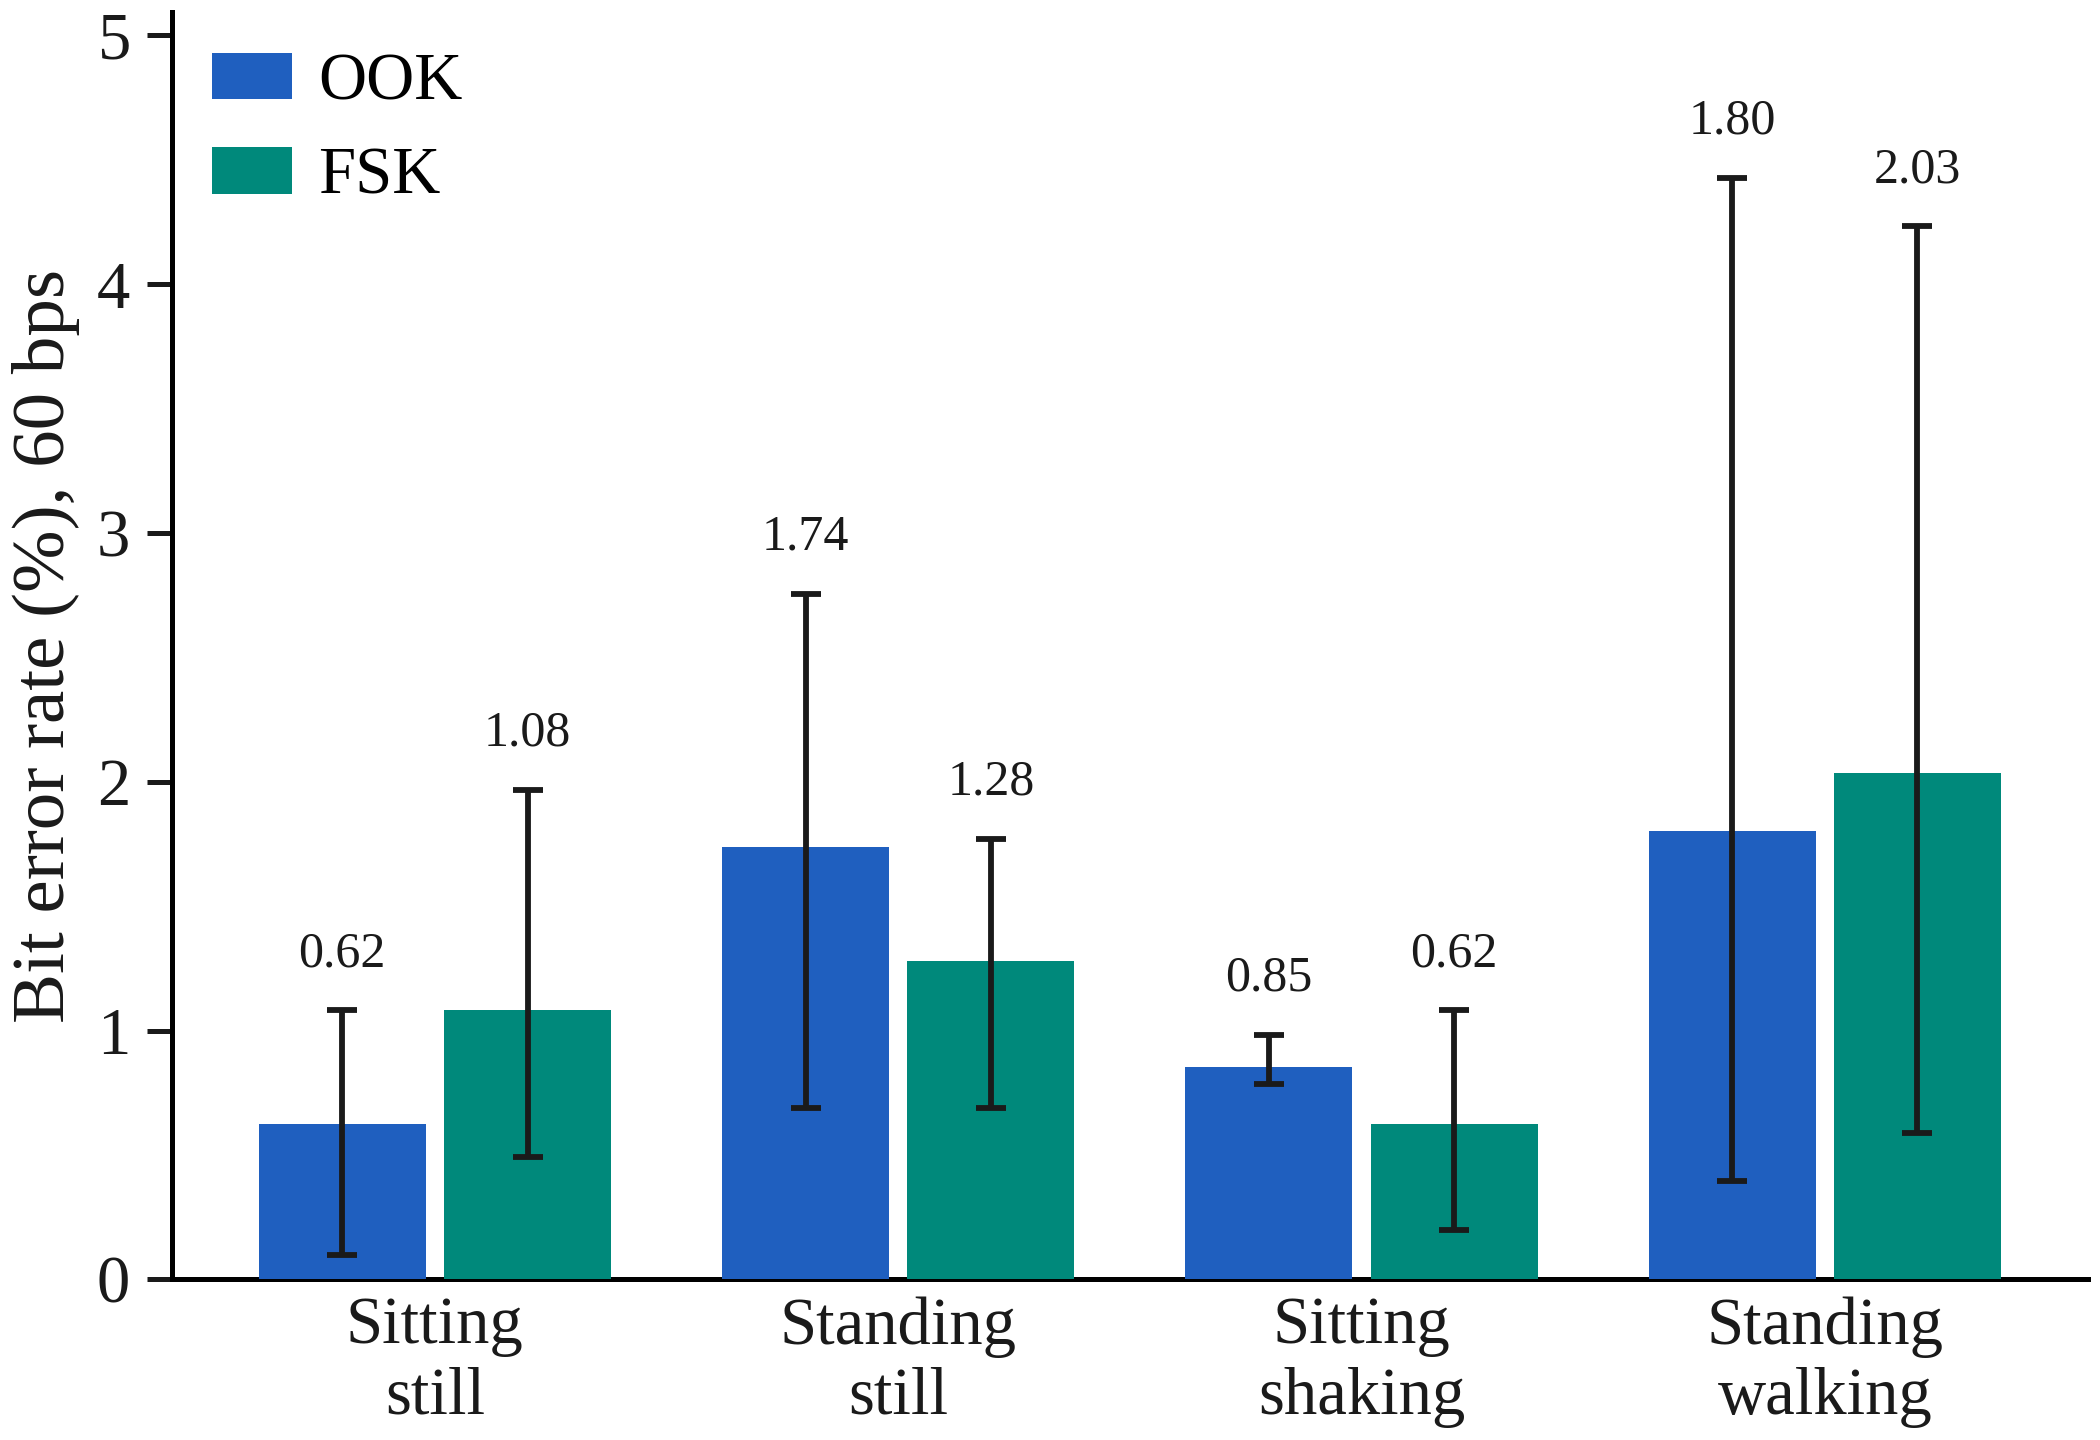 Bit error rate (%), 60 bps
5
4
3
2
1
0
OOK
FSK
0.62
1.08
1.74
1.28
0.85
0.62
1.80
2.03
Sitting
still
Standing
still
Sitting
shaking
Standing
walking